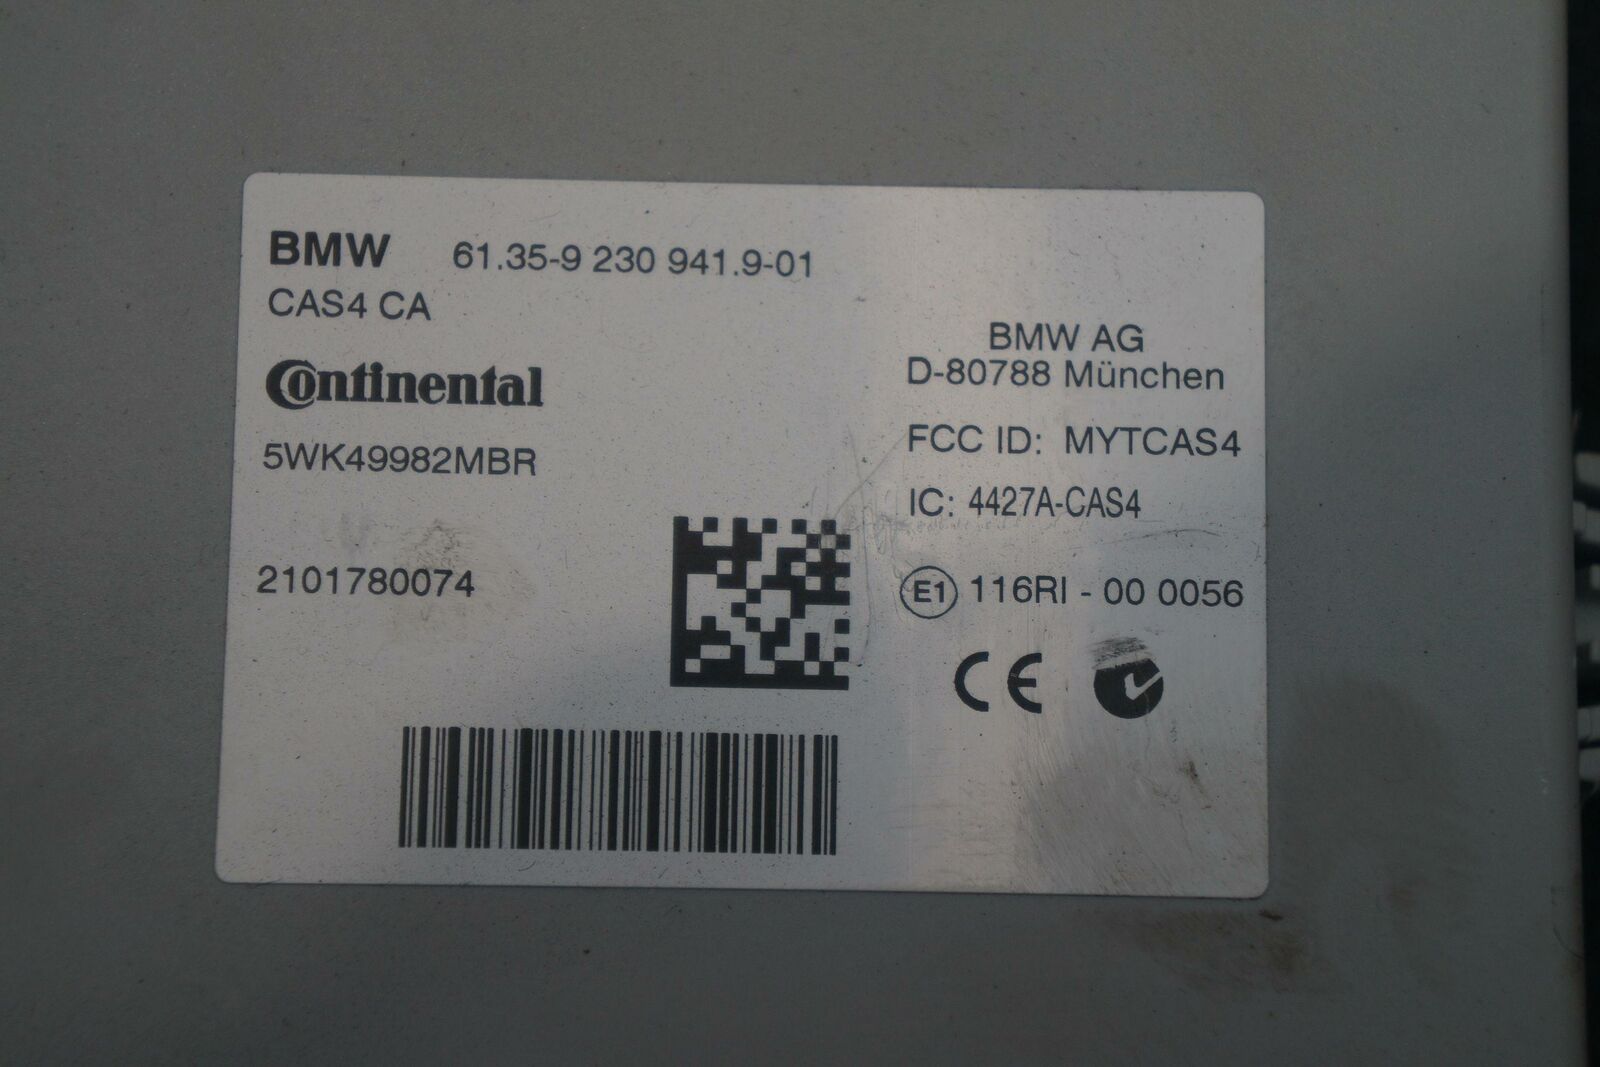 BMW 61.35-9 230 941.9-01
CAS4 CA
Continental
5WK49982MBR
2101780074
BMW AG
D-80788 München
FCC ID: MYTCAS4
IC: 4427A-CAS4
E1 116RI - 00 0056
CE